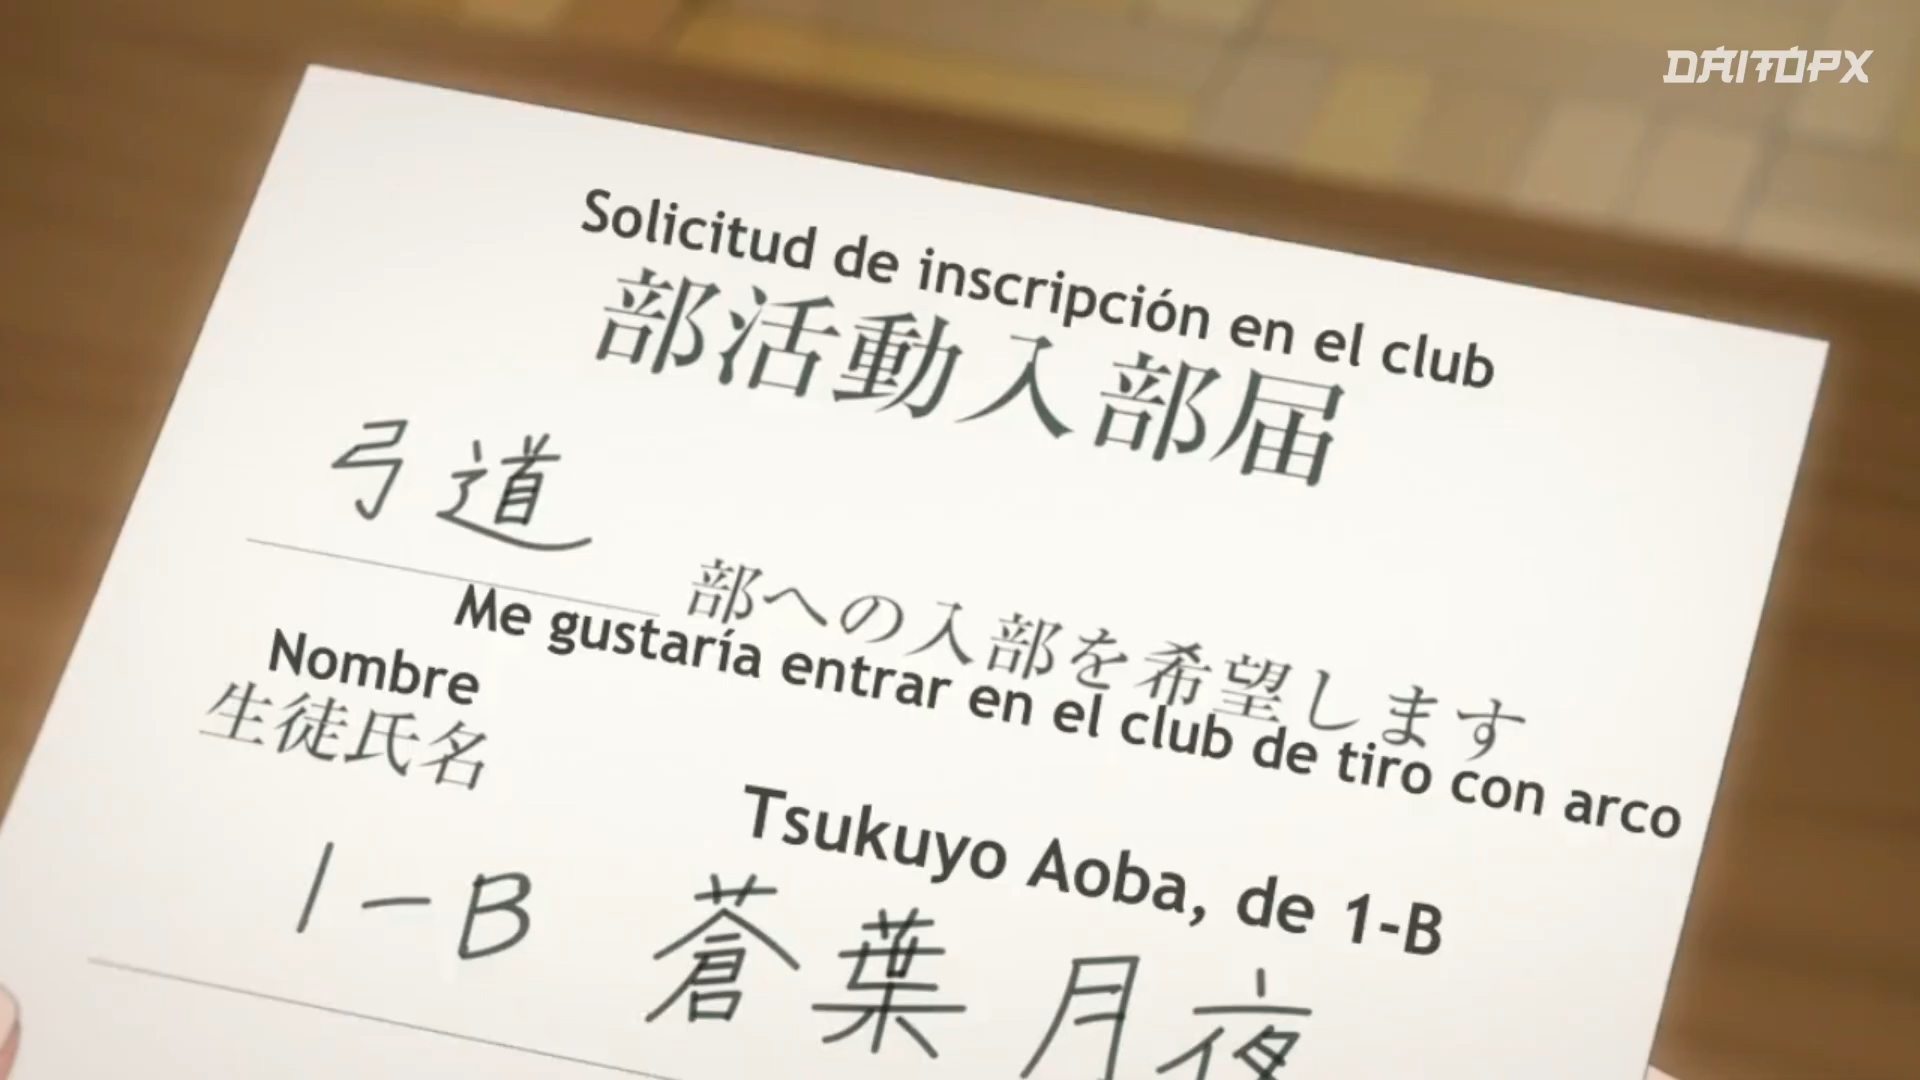 DAITOPX
Solicitud de inscripción en el club
部活動入部届
弓道
部への入部を希望します
Me gustaría entrar en el club de tiro con arco
Nombre
生徒氏名
Tsukuyo Aoba, de 1-B
1-B 蒼葉 月夜